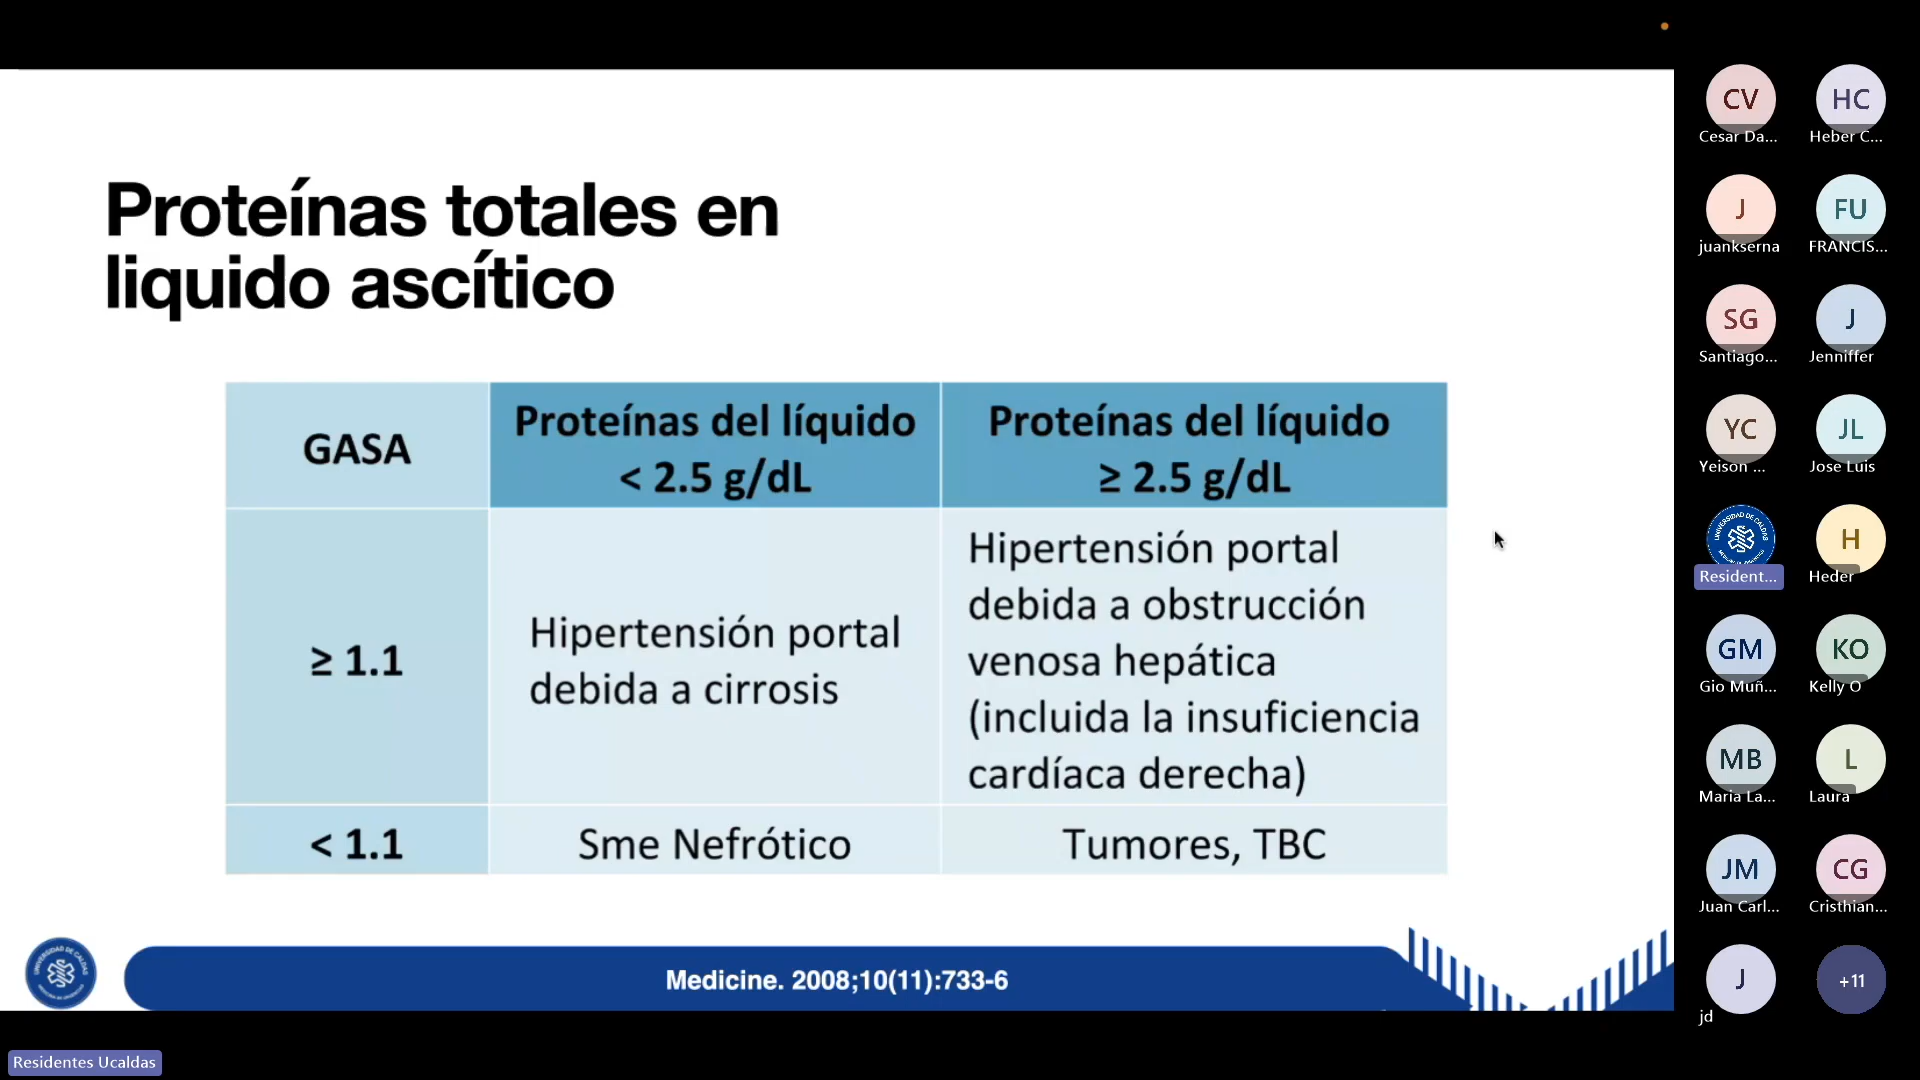 Proteínas totales en
liquido ascítico
GASA
Proteínas del líquido
< 2.5 g/dL
Proteínas del líquido
≥ 2.5 g/dL
≥ 1.1
Hipertensión portal
debida a cirrosis
Hipertensión portal
debida a obstrucción
venosa hepática
(incluida la insuficiencia
cardíaca derecha)
< 1.1
Sme Nefrótico
Tumores, TBC
Medicine. 2008;10(11):733-6
Residentes Ucaldas
CV
Cesar Da...
HC
Heber C...
J
juankserna
FU
FRANCIS...
SG
Santiago...
J
Jenniffer
YC
Yeison ...
JL
Jose Luis
UNIVERSIDAD DE CALDAS
Resident...
H
Heder
GM
Gio Muñ...
KO
Kelly O
MB
Maria La...
L
Laura
JM
Juan Carl...
CG
Cristhian...
J
jd
+11